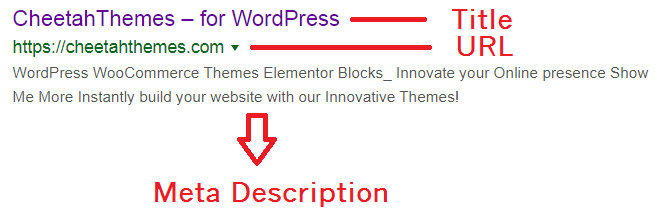 CheetahThemes – for WordPress
Title
https://cheetahthemes.com
URL
WordPress WooCommerce Themes Elementor Blocks_ Innovate your Online presence Show
Me More Instantly build your website with our Innovative Themes!
Meta Description